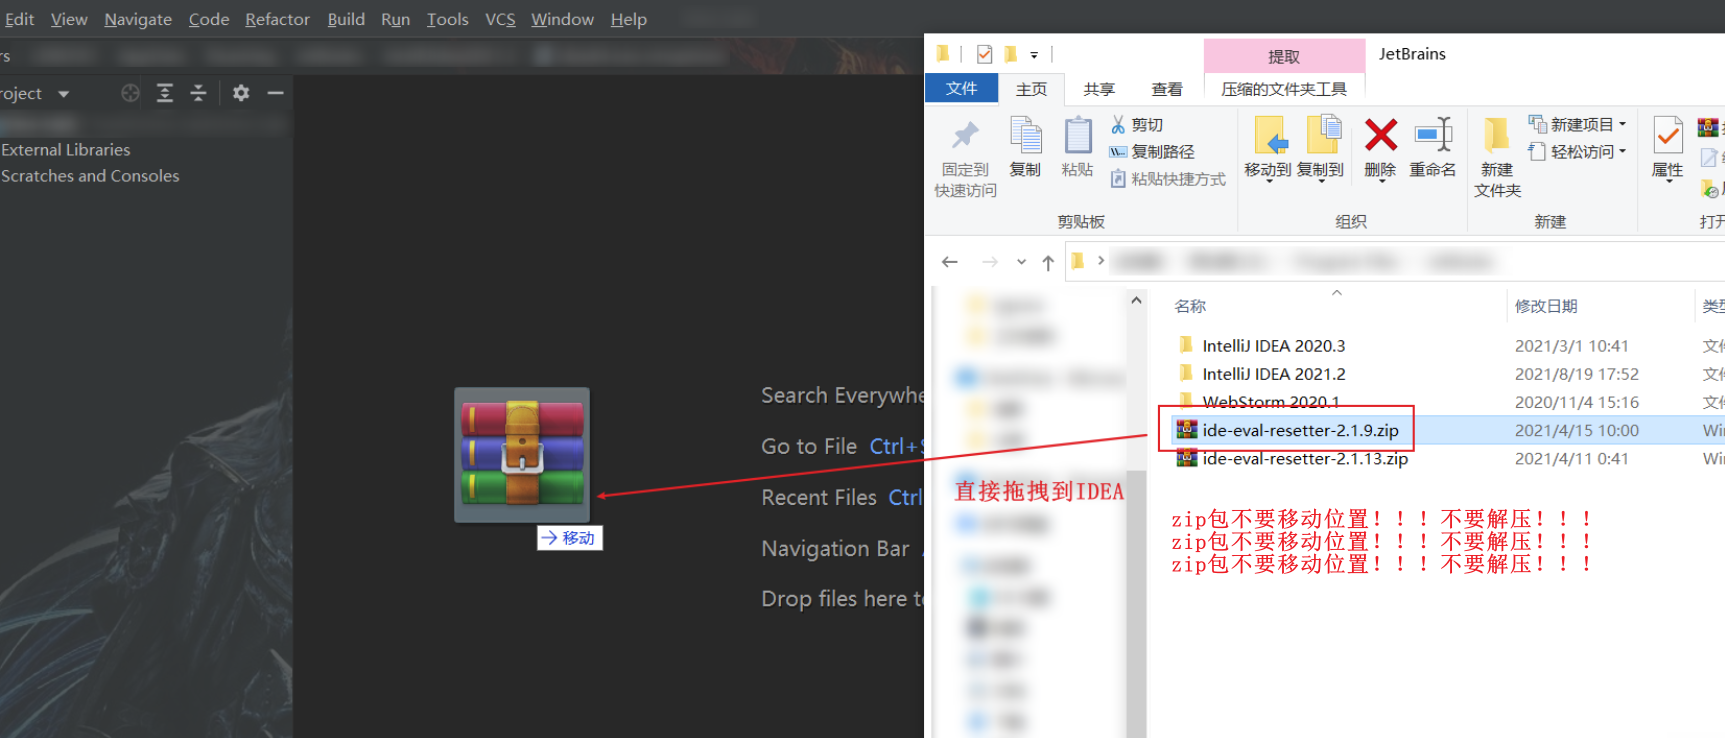 Edit View Navigate Code Refactor Build Run Tools VCS Window Help
rs
roject
External Libraries
Scratches and Consoles
Search Everywhe
Go to File Ctrl+S
Recent Files Ctrl
Navigation Bar
Drop files here t
移动
提取 JetBrains
文件 主页 共享 查看 压缩的文件夹工具
固定到
快速访问
复制
粘贴
剪切
复制路径
粘贴快捷方式
移动到 复制到 删除 重命名
新建
文件夹
新建项目
轻松访问
属性
剪贴板 组织 新建 打开
名称 修改日期 类型
IntelliJ IDEA 2020.3 2021/3/1 10:41 文件
IntelliJ IDEA 2021.2 2021/8/19 17:52 文件
WebStorm 2020.1 2020/11/4 15:16 文件
ide-eval-resetter-2.1.9.zip 2021/4/15 10:00 Win
ide-eval-resetter-2.1.13.zip 2021/4/11 0:41 Win
直接拖拽到IDEA
zip包不要移动位置！！！不要解压！！！
zip包不要移动位置！！！不要解压！！！
zip包不要移动位置！！！不要解压！！！